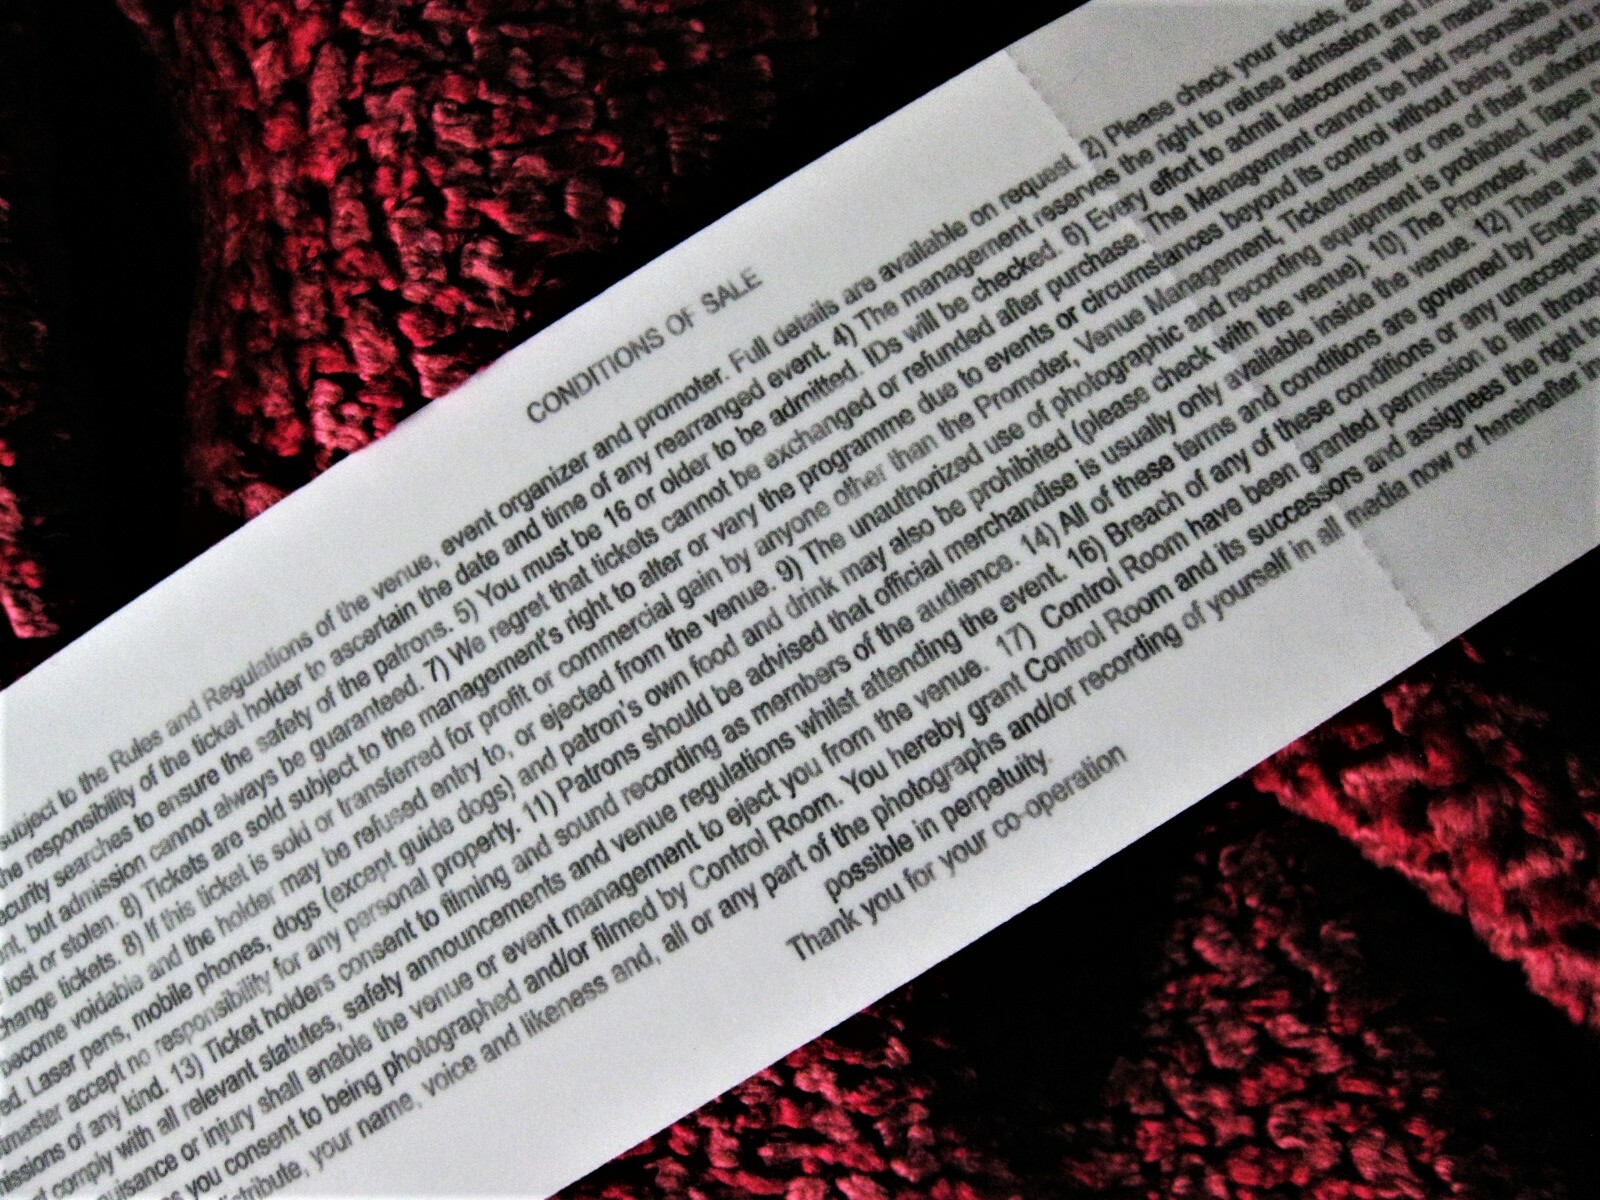 CONDITIONS OF SALE
subject to the Rules and Regulations of the venue, event organizer and promoter. Full details are available on request. 2) Please check your tickets, as
the responsibility of the ticket holder to ascertain the date and time of any rearranged event. 4) The management reserves the right to refuse admission and
ecurity searches to ensure the safety of the patrons. 5) You must be 16 or older to be admitted. IDs will be checked. 6) Every effort to admit latecomers will be made
nt, but admission cannot always be guaranteed. 7) We regret that tickets cannot be exchanged or refunded after purchase. The Management cannot be held responsible
lost or stolen. 8) Tickets are sold subject to the management's right to alter or vary the programme due to events or circumstances beyond its control without being obliged to
change tickets. 8) If this ticket is sold or transferred for profit or commercial gain by anyone other than the Promoter, Venue Management, Ticketmaster or one of their authoriz
become voidable and the holder may be refused entry to, or ejected from the venue. 9) The unauthorized use of photographic and recording equipment is prohibited. Tapes
ed. Laser pens, mobile phones, dogs (except guide dogs) and patron's own food and drink may also be prohibited (please check with the venue). 10) The Promoter, Venue
tmaster accept no responsibility for any personal property. 11) Patrons should be advised that official merchandise is usually only available inside the venue. 12) There will
missions of any kind. 13) Ticket holders consent to filming and sound recording as members of the audience. 14) All of these terms and conditions are governed by English
t comply with all relevant statutes, safety announcements and venue regulations whilst attending the event. 16) Breach of any of these conditions or any unacceptabl
uisance or injury shall enable the venue or event management to eject you from the venue. 17) Control Room have been granted permission to film throu
s you consent to being photographed and/or filmed by Control Room. You hereby grant Control Room and its successors and assignees the right to
stribute, your name, voice and likeness and, all or any part of the photographs and/or recording of yourself in all media now or hereinafter
possible in perpetuity.
Thank you for your co-operation